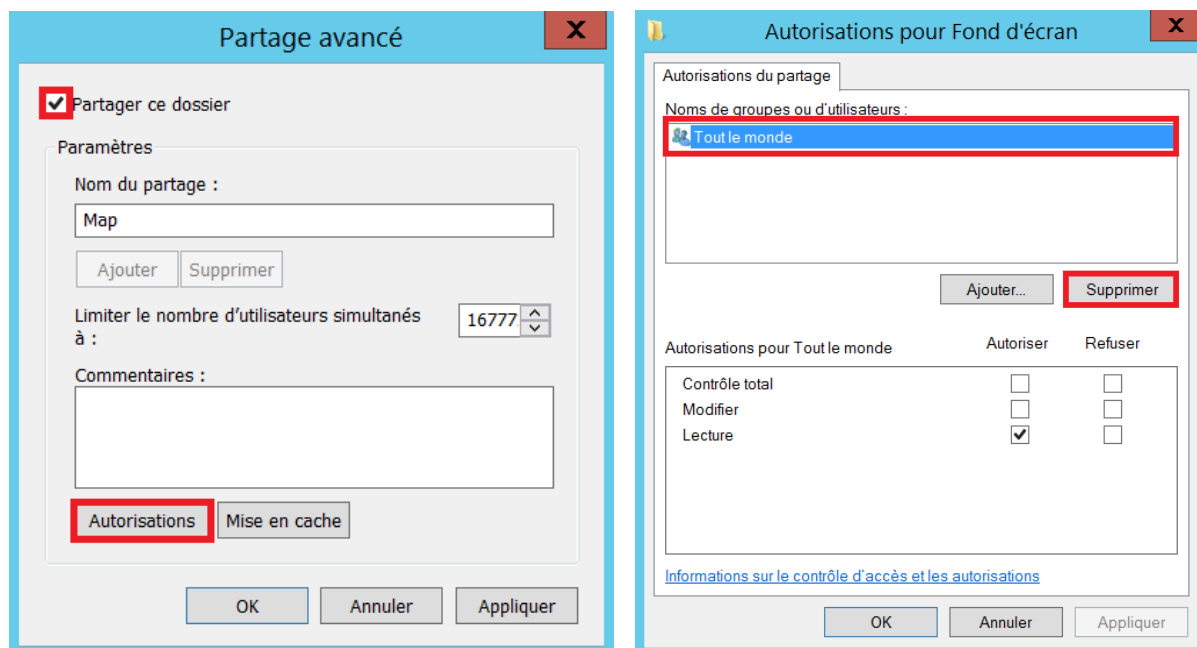 Partage avancé
X
Partager ce dossier
Paramètres
Nom du partage :
Map
Ajouter
Supprimer
Limiter le nombre d'utilisateurs simultanés
à :
16777
Commentaires :
Autorisations
Mise en cache
OK
Annuler
Appliquer
Autorisations pour Fond d'écran
X
Autorisations du partage
Noms de groupes ou d'utilisateurs :
Tout le monde
Ajouter...
Supprimer
Autorisations pour Tout le monde
Autoriser
Refuser
Contrôle total
Modifier
Lecture
Informations sur le contrôle d'accès et les autorisations
OK
Annuler
Appliquer